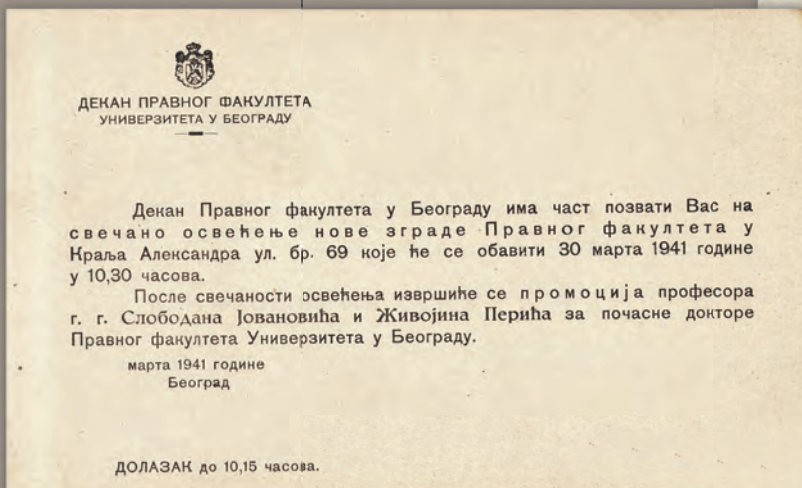 ДЕКАН ПРАВНОГ ФАКУЛТЕТА
УНИВЕРЗИТЕТА У БЕОГРАДУ
Декан Правног факултета у Београду има част позвати Вас на
свечано освећење нове зграде Правног факултета у
Краља Александра ул. бр. 69 које ће се обавити 30 марта 1941 године
у 10,30 часова.
После свечаности освећења извршиће се промоција професора
г. г. Слободана Јовановића и Живојина Перића за почасне докторе
Правног факултета Универзитета у Београду.
марта 1941 године
Београд
ДОЛАЗАК до 10,15 часова.